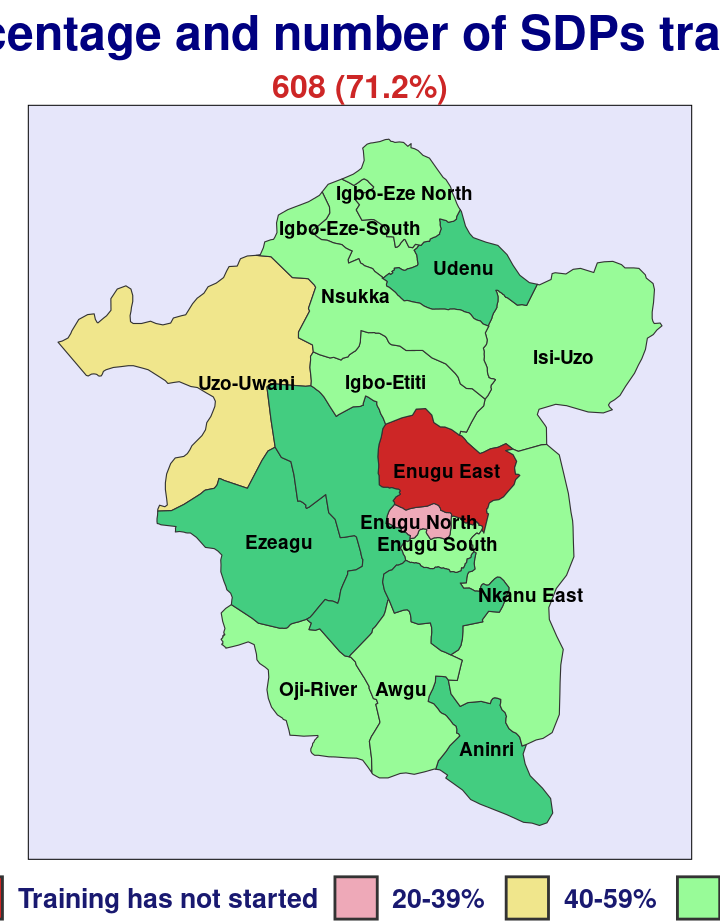 centage and number of SDPs tra
608 (71.2%)
Igbo-Eze North
Igbo-Eze-South
Udenu
Nsukka
Isi-Uzo
Uzo-Uwani
Igbo-Etiti
Enugu East
Enugu North
Ezeagu
Enugu South
Nkanu East
Oji-River
Awgu
Aninri
Training has not started
20-39%
40-59%